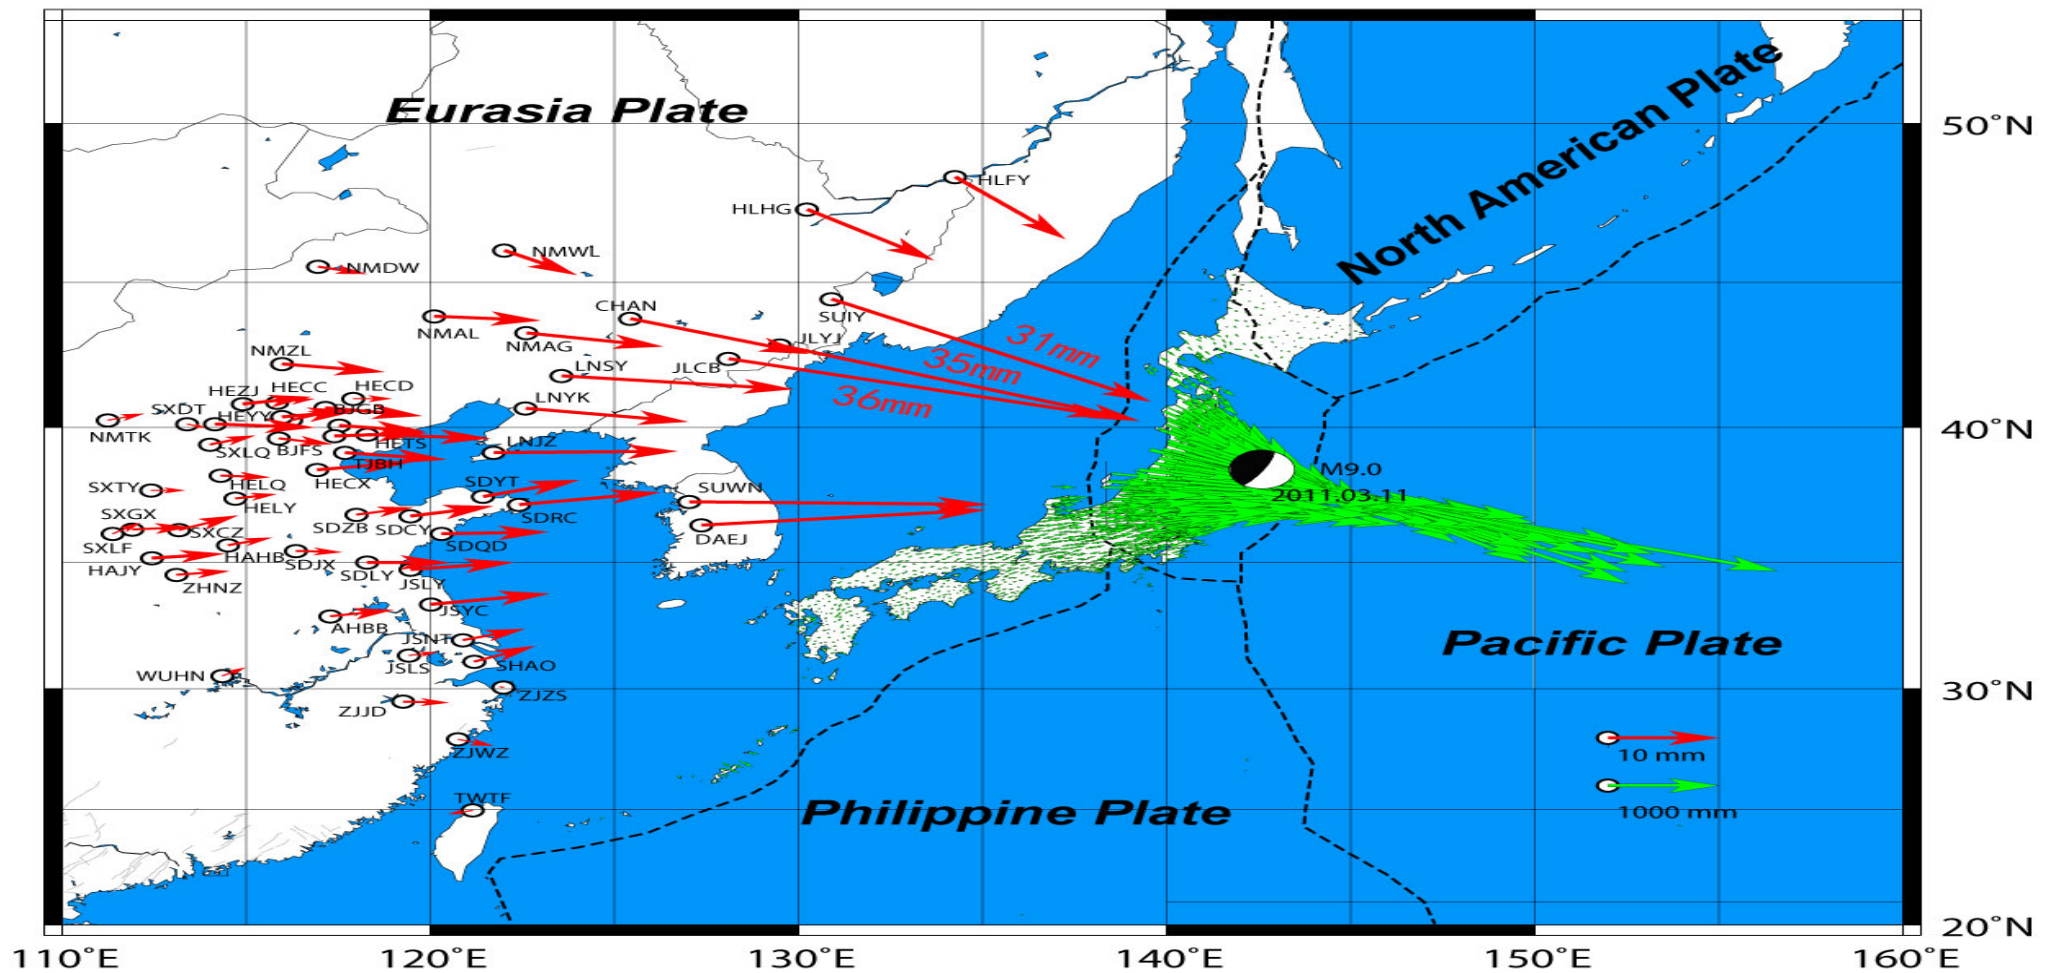 Eurasia Plate
North American Plate
50°N
HLFY
HLHG
NMWL
NMDW
CHAN
SUIY
NMAL
NMAG
JLYJ
31mm
NMZL
LNSY
JLCB
35mm
HEZJ
HECC
HECD
LNYK
36mm
SXDT
HEYY
BJGB
NMTK
40°N
HETS
LNJZ
SXLQ
BJFS
TJBH
M9.0
HELQ
HECX
SDYT
SUWN
2011.03.11
SXTY
HELY
SXGX
SXCZ
SDZB
SDCY
SDRC
DAEJ
SXLF
SDQD
HAHB
HAJY
SDJX
SDLY
JSLY
ZHNZ
JSYC
AHBB
JSNT
Pacific Plate
JSLS
SHAO
WUHN
ZJZS
30°N
ZJJD
ZJWZ
10 mm
TWTF
Philippine Plate
1000 mm
20°N
110°E
120°E
130°E
140°E
150°E
160°E